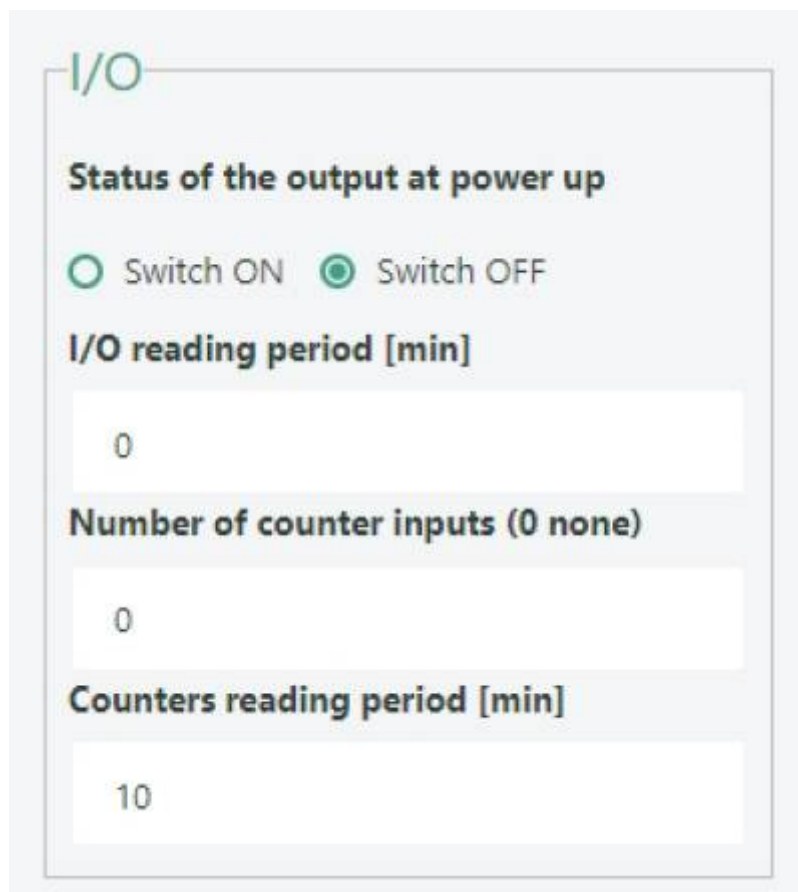 I/O
Status of the output at power up
Switch ON Switch OFF
I/O reading period [min]
0
Number of counter inputs (0 none)
0
Counters reading period [min]
10